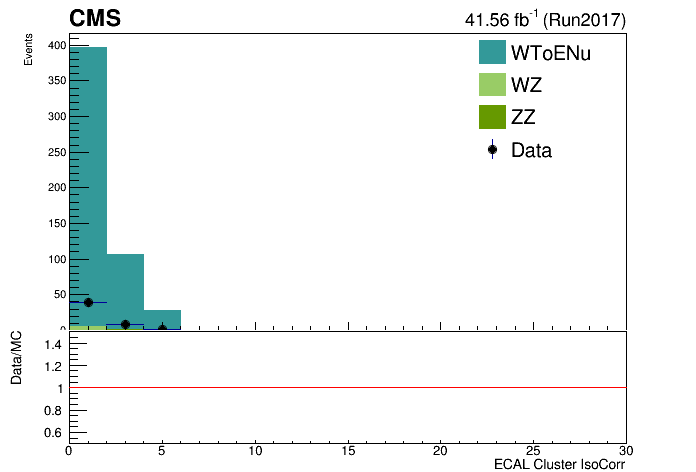 CMS
41.56 fb-1 (Run2017)
Events
400
350
300
250
200
150
100
50
0
WToENu
WZ
ZZ
Data
Data/MC
1.4
1.2
1
0.8
0.6
0 5 10 15 20 25 30
ECAL Cluster IsoCorr